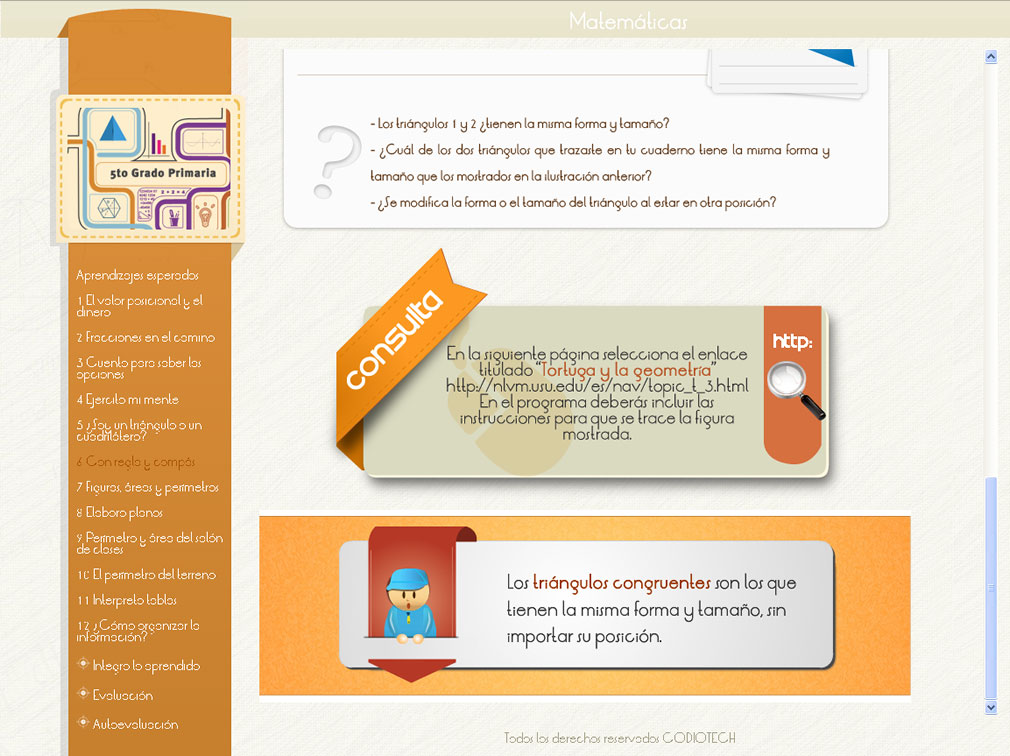 Matemáticas
5to Grado Primaria
Aprendizajes esperados
1 El valor posicional y el
dinero
2 Fracciones en el camino
3 Cuento para saber las
opciones
4 Ejercito mi mente
5 ¿Soy un triángulo o un
cuadrilátero?
6 Con regla y compás
7 Figuras, áreas y perímetros
8 Elaboro planos
9 Perímetro y área del salón
de clases
10 El perímetro del terreno
11 Interpreto tablas
12 ¿Cómo organizar la
información?
Integro lo aprendido
Evaluación
Autoevaluación
- Los triángulos 1 y 2 ¿tienen la misma forma y tamaño?
- ¿Cuál de los dos triángulos que trazaste en tu cuaderno tiene la misma forma y
tamaño que los mostrados en la ilustración anterior?
- ¿Se modifica la forma o el tamaño del triángulo al estar en otra posición?
consulta
En la siguiente página selecciona el enlace
titulado "Tortuga y la geometría"
http://nlvm.usu.edu/es/nav/topic_t_3.html
En el programa deberás incluir las
instrucciones para que se trace la figura
mostrada.
http:
Los triángulos congruentes son los que
tienen la misma forma y tamaño, sin
importar su posición.
Todos los derechos reservados CODIOTECH